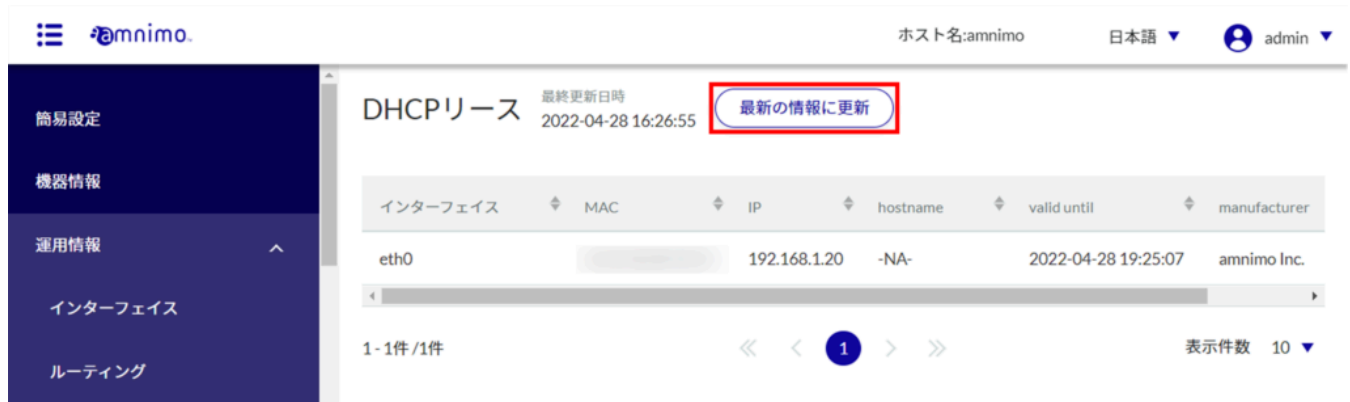 amnimo
ホスト名:amnimo
日本語
admin
簡易設定
機器情報
運用情報
インターフェイス
ルーティング
DHCPリース
最終更新日時
2022-04-28 16:26:55
最新の情報に更新
インターフェイス MAC IP hostname valid until manufacturer
eth0 192.168.1.20 -NA- 2022-04-28 19:25:07 amnimo Inc.
1 - 1件 /1件
1
表示件数 10